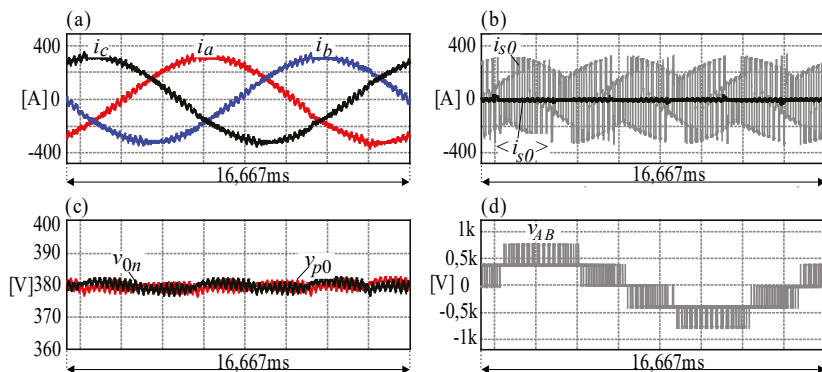 (a)
400
i_c
i_a
i_b
[A] 0
-400
16,667ms
(b)
400
i_s0
[A] 0
<i_s0>
-400
16,667ms
(c)
400
390
v_0n
v_p0
[V] 380
370
360
16,667ms
(d)
1k
v_AB
0,5k
[V] 0
-0,5k
-1k
16,667ms